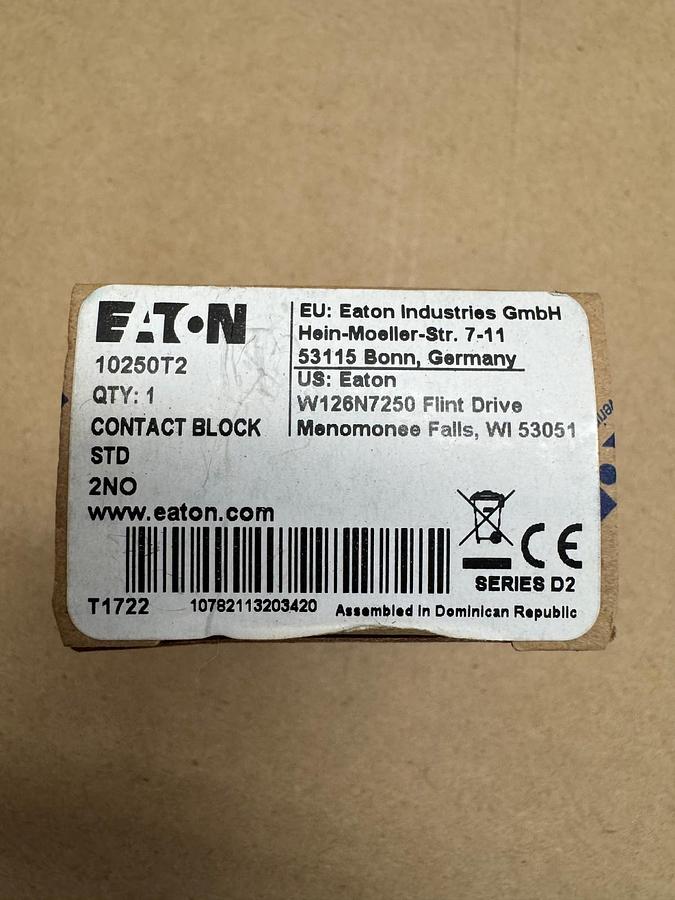 EATON
10250T2
QTY: 1
CONTACT BLOCK
STD
2NO
www.eaton.com
EU: Eaton Industries GmbH
Hein-Moeller-Str. 7-11
53115 Bonn, Germany
US: Eaton
W126N7250 Flint Drive
Menomonee Falls, WI 53051
CE
SERIES D2
T1722
10782113203420
Assembled in Dominican Republic